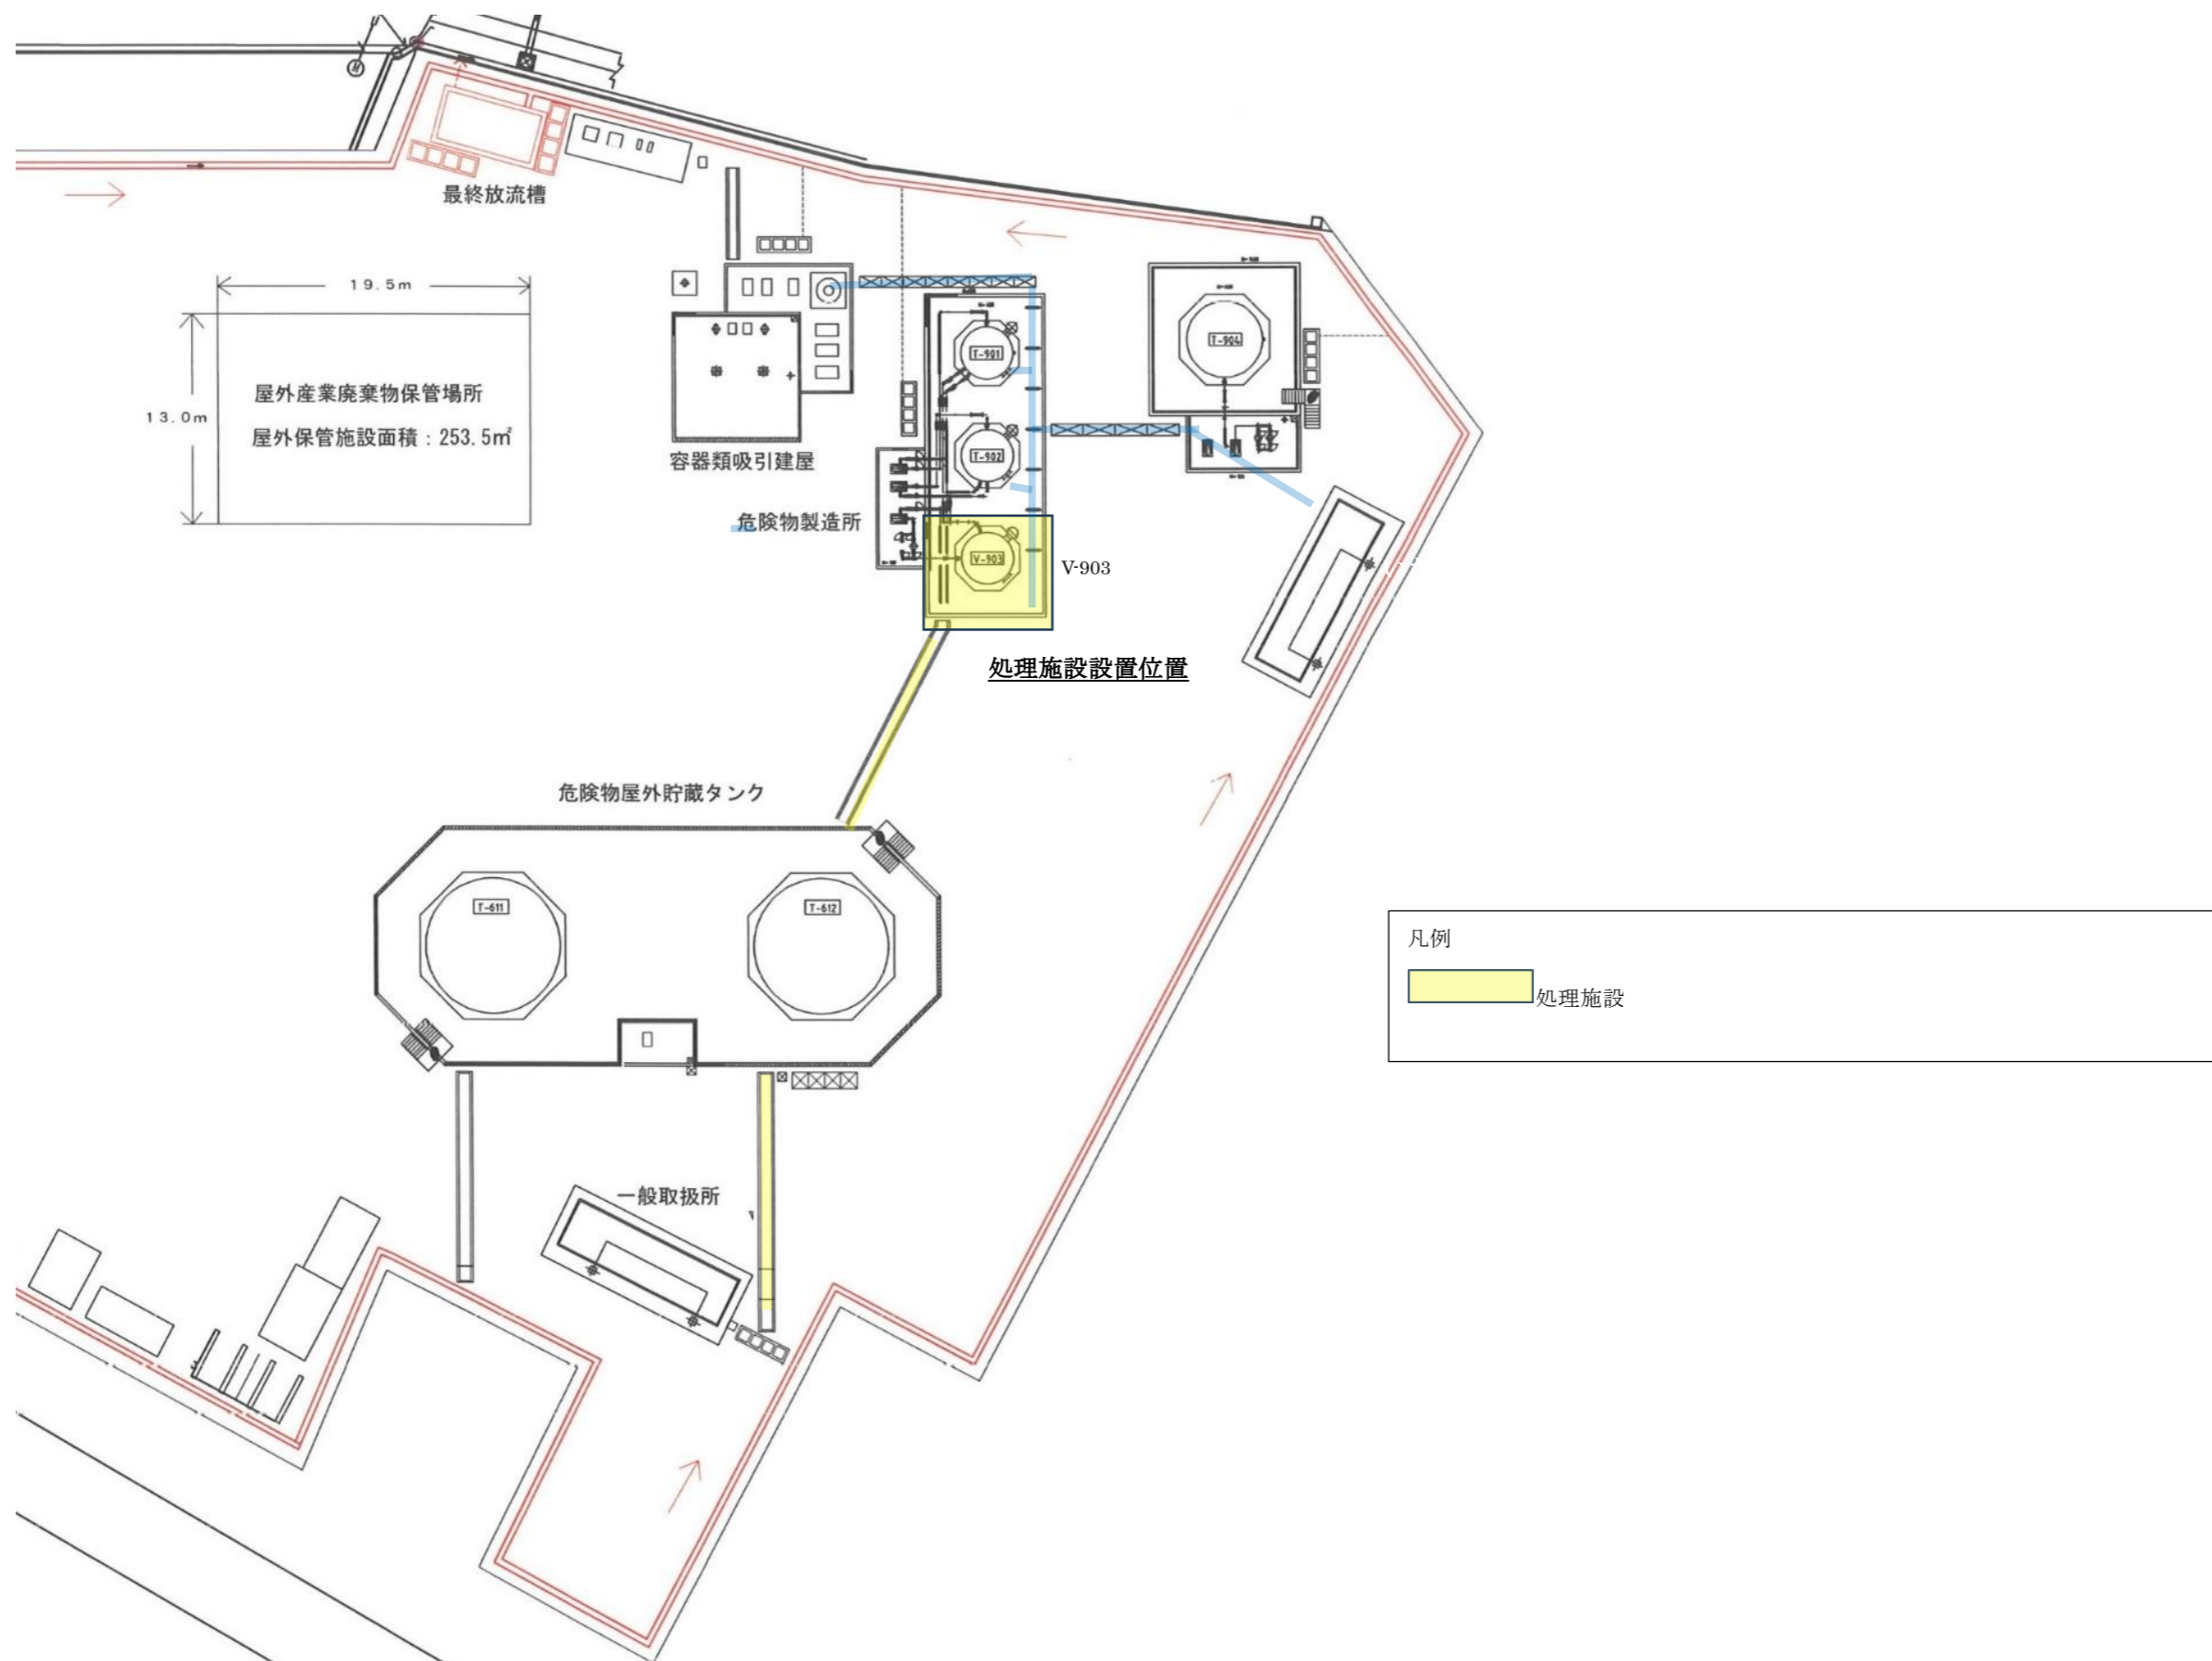 最終放流槽
19.5m
13.0m
屋外産業廃棄物保管場所
屋外保管施設面積：253.5㎡
容器類吸引建屋
危険物製造所
T-901
T-902
V-903
T-904
V-903
処理施設設置位置
危険物屋外貯蔵タンク
T-611
T-612
一般取扱所
凡例
処理施設